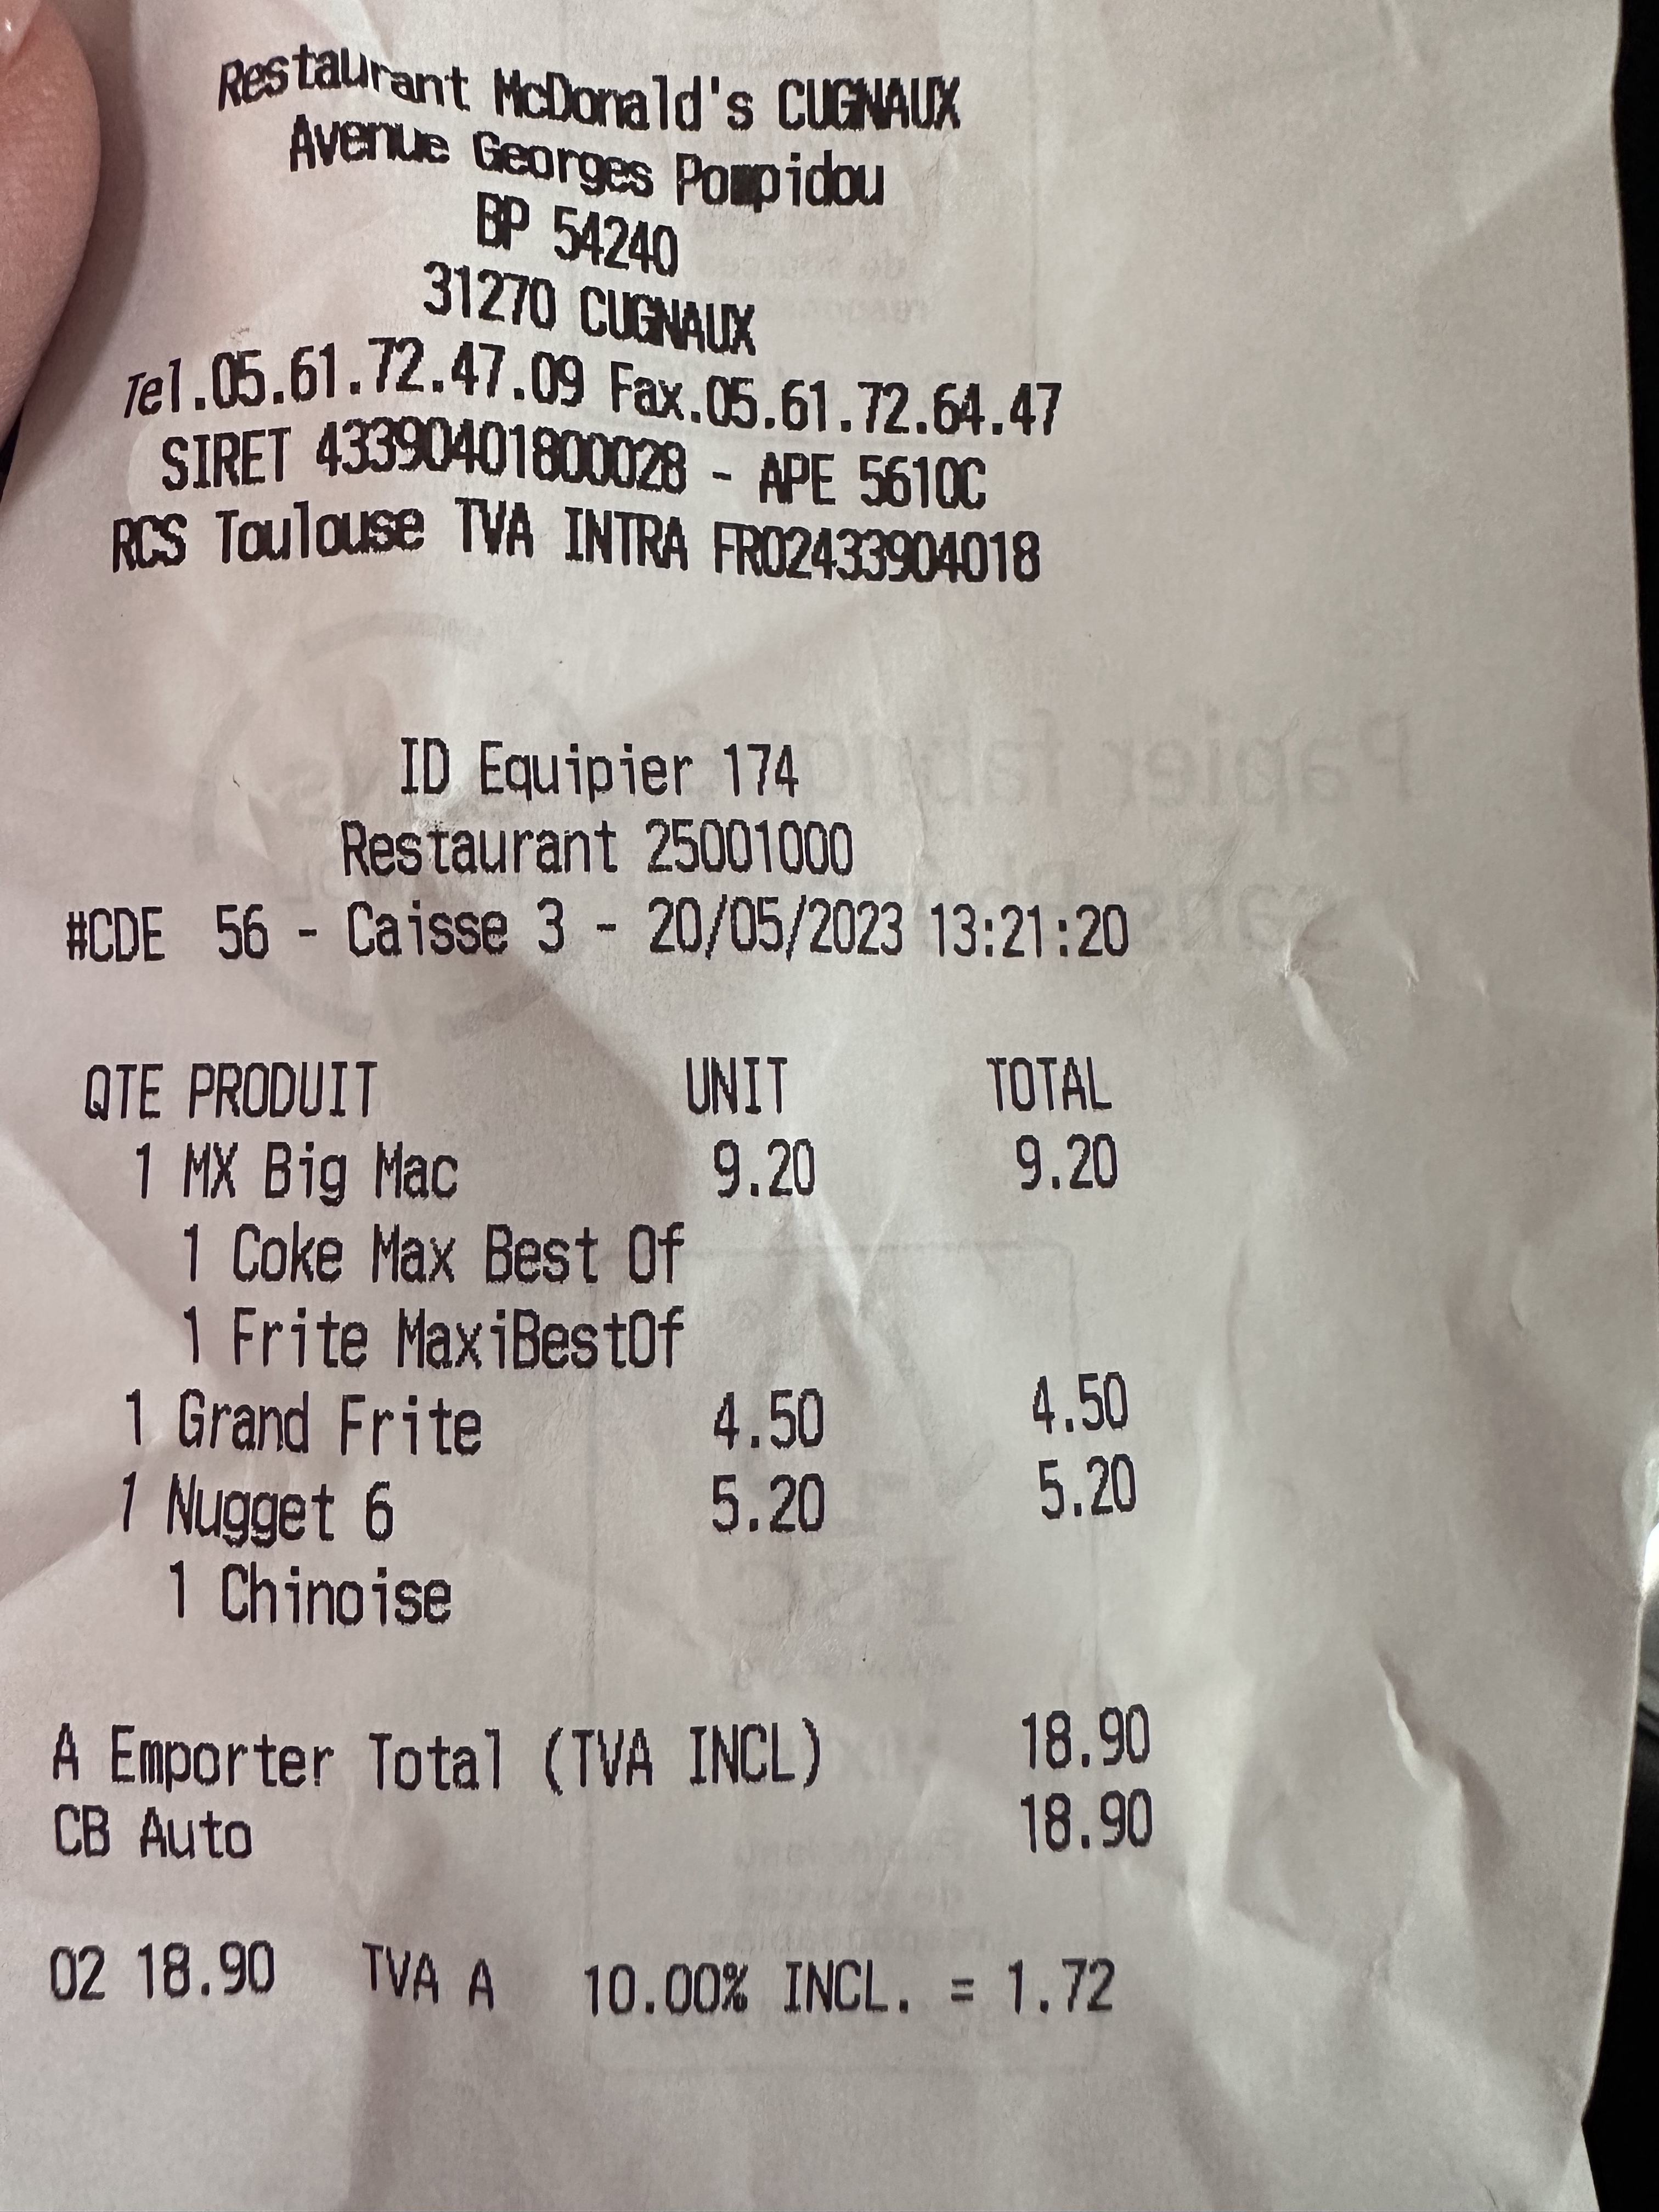 Restaurant McDonald's CUGNAUX
Avenue Georges Pompidou
BP 54240
31270 CUGNAUX
Tel.05.61.72.47.09 Fax.05.61.72.64.47
SIRET 43390401800028 - APE 5610C
RCS Toulouse TVA INTRA FR02433904018
ID Equipier 174
Restaurant 25001000
#CDE 56 - Caisse 3 - 20/05/2023 13:21:20
QTE PRODUIT UNIT TOTAL
1 MX Big Mac 9.20 9.20
1 Coke Max Best Of
1 Frite MaxiBestOf
1 Grand Frite 4.50 4.50
1 Nugget 6 5.20 5.20
1 Chinoise
A Emporter Total (TVA INCL) 18.90
CB Auto 18.90
02 18.90 TVA A 10.00% INCL. = 1.72